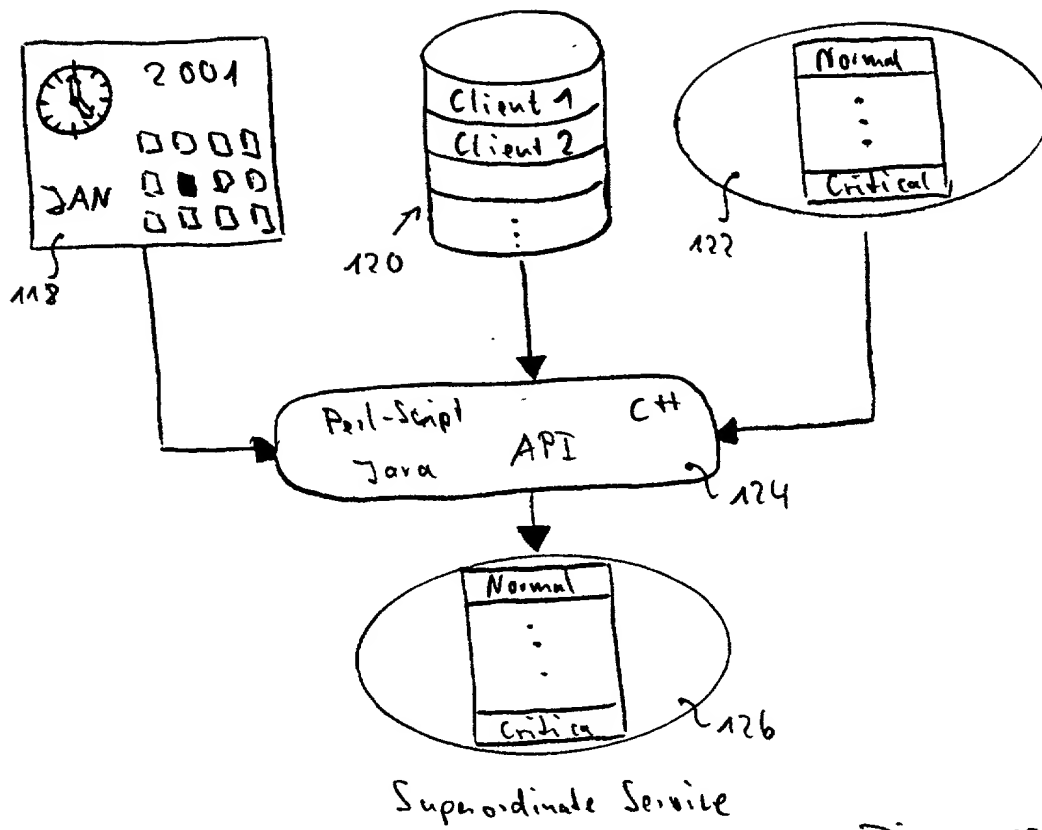 2001
JAN
118
Client 1
Client 2
120
Normal
Critical
122
Perl-Script
C++
Java
API
124
Normal
Critica
126
Superordinate Service